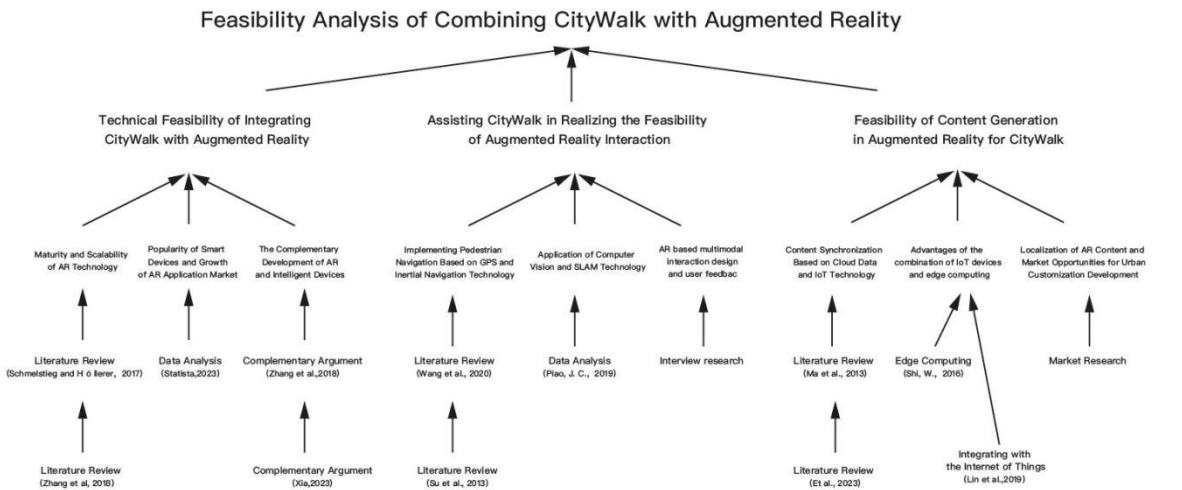 Feasibility Analysis of Combining CityWalk with Augmented Reality
Technical Feasibility of Integrating
CityWalk with Augmented Reality
Assisting CityWalk in Realizing the Feasibility
of Augmented Reality Interaction
Feasibility of Content Generation
in Augmented Reality for CityWalk
Maturity and Scalability
of AR Technology
Popularity of Smart
Devices and Growth
of AR Application Market
The Complementary
Development of AR
and Intelligent Devices
Implementing Pedestrian
Navigation Based on GPS and
Inertial Navigation Technology
Application of Computer
Vision and SLAM Technology
AR based multimodal
interaction design
and user feedbac
Content Synchronization
Based on Cloud Data
and IoT Technology
Advantages of the
combination of IoT devices
and edge computing
Localization of AR Content and
Market Opportunities for Urban
Customization Development
Literature Review
(Schmelstieg and H ö llerer, 2017)
Data Analysis
(Statista,2023)
Complementary Argument
(Zhang et al.,2018)
Literature Review
(Wang et al., 2020)
Data Analysis
(Piao, J. C., 2019)
Interview research
Literature Review
(Ma et al., 2013)
Edge Computing
(Shi, W., 2016)
Market Research
Literature Review
(Zhang et al, 2018)
Complementary Argument
(Xia,2023)
Literature Review
(Su et al., 2013)
Literature Review
(Et al., 2023)
Integrating with
the Internet of Things
(Lin et al.,2019)